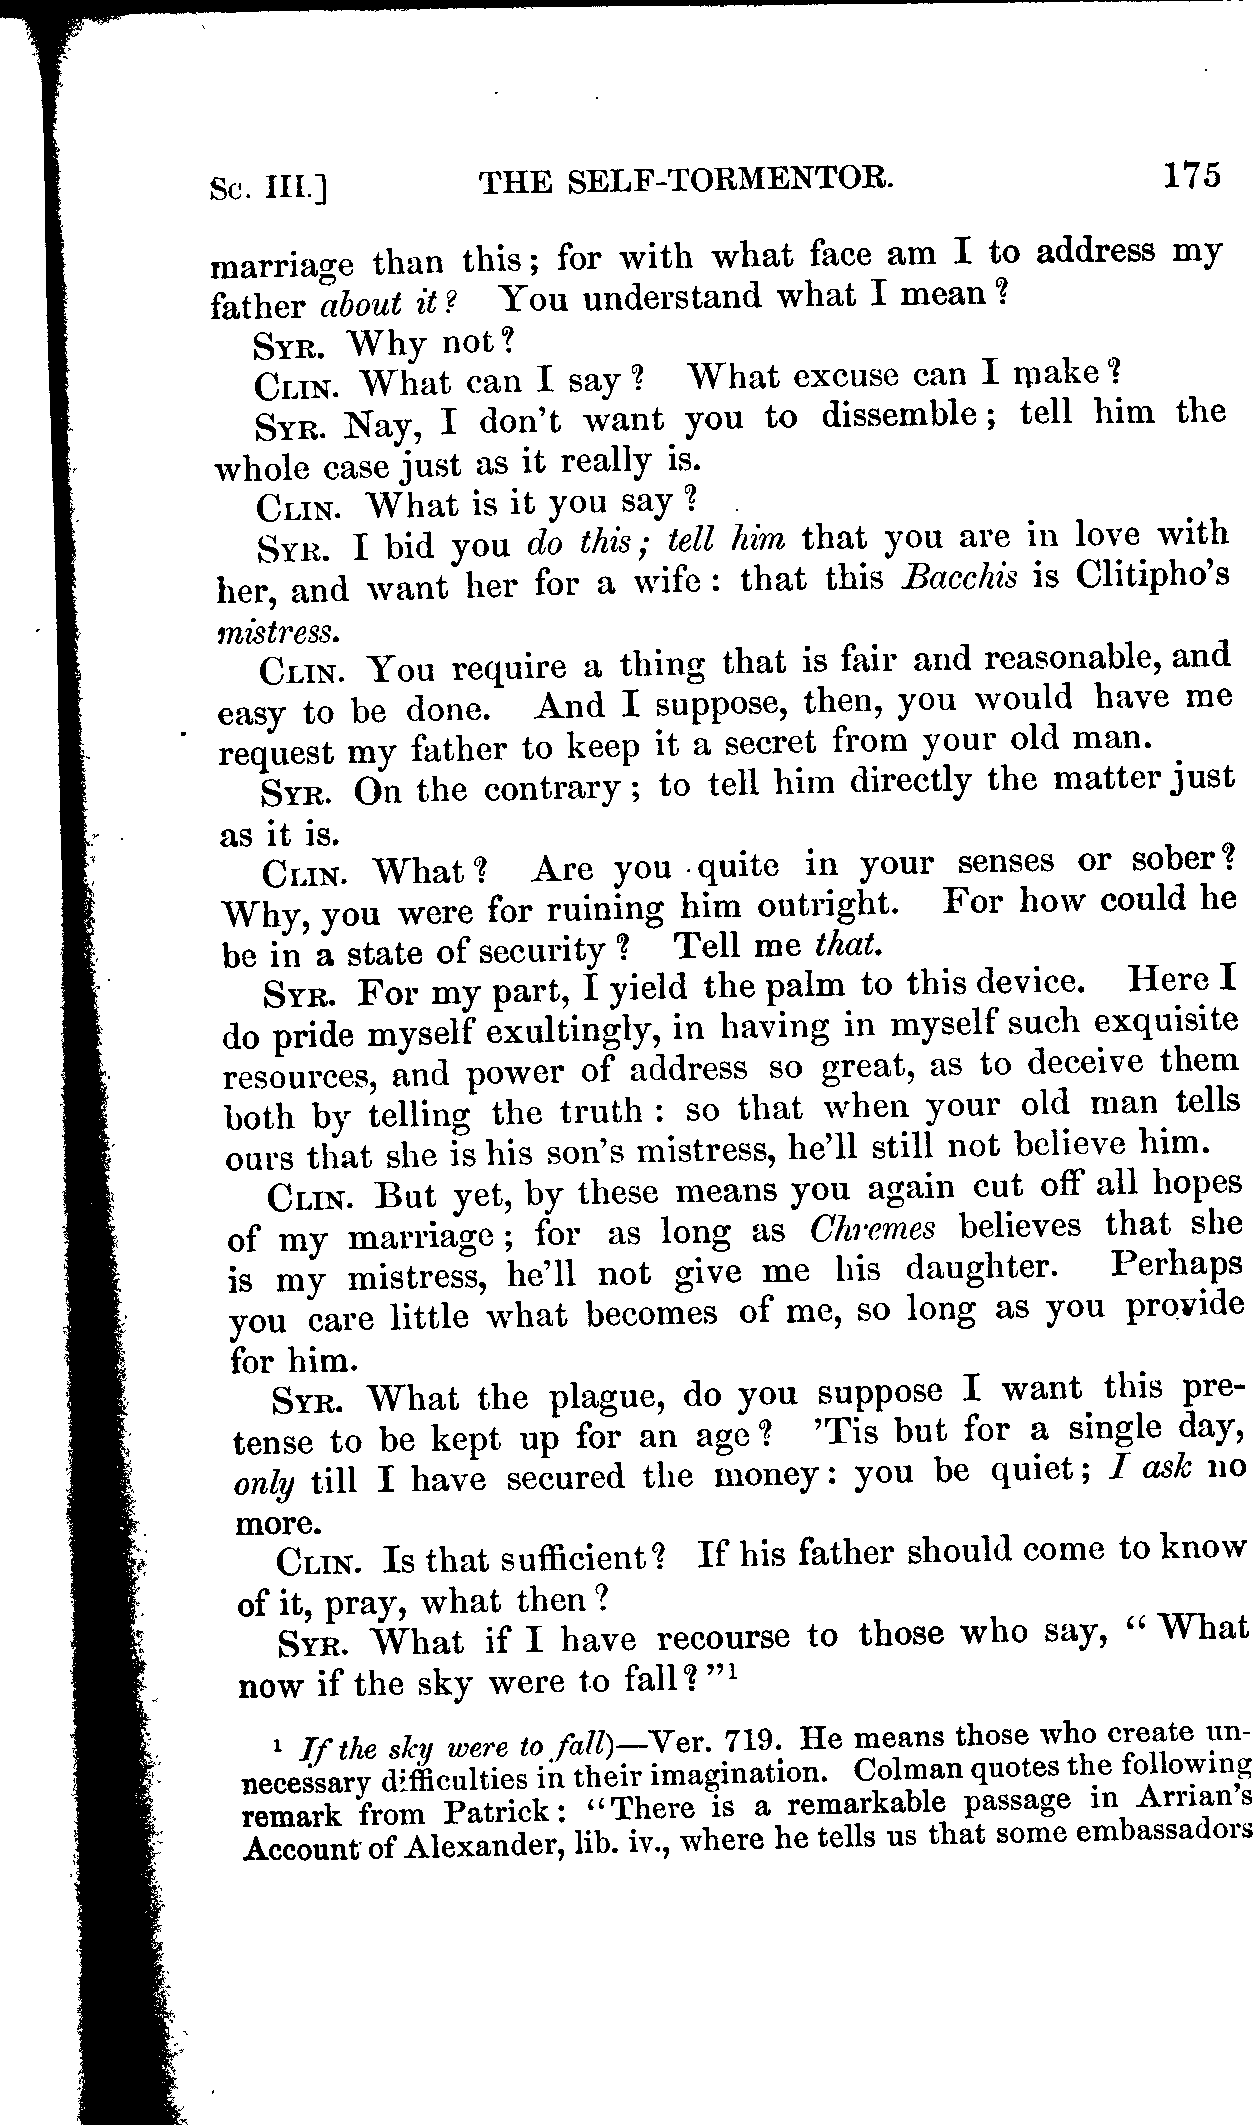 Sc. III.] THE SELF-TORMENTOR. 175
marriage than this; for with what face am I to address my
father about it? You understand what I mean?
Syr. Why not?
Clin. What can I say? What excuse can I make?
Syr. Nay, I don't want you to dissemble; tell him the
whole case just as it really is.
Clin. What is it you say?
Syr. I bid you do this; tell him that you are in love with
her, and want her for a wife: that this Bacchis is Clitipho's
mistress.
Clin. You require a thing that is fair and reasonable, and
easy to be done. And I suppose, then, you would have me
request my father to keep it a secret from your old man.
Syr. On the contrary; to tell him directly the matter just
as it is.
Clin. What? Are you quite in your senses or sober?
Why, you were for ruining him outright. For how could he
be in a state of security? Tell me that.
Syr. For my part, I yield the palm to this device. Here I
do pride myself exultingly, in having in myself such exquisite
resources, and power of address so great, as to deceive them
both by telling the truth: so that when your old man tells
ours that she is his son's mistress, he'll still not believe him.
Clin. But yet, by these means you again cut off all hopes
of my marriage; for as long as Chremes believes that she
is my mistress, he'll not give me his daughter. Perhaps
you care little what becomes of me, so long as you provide
for him.
Syr. What the plague, do you suppose I want this pre-
tense to be kept up for an age? 'Tis but for a single day,
only till I have secured the money: you be quiet; I ask no
more.
Clin. Is that sufficient? If his father should come to know
of it, pray, what then?
Syr. What if I have recourse to those who say, "What
now if the sky were to fall?"¹
¹ If the sky were to fall)—Ver. 719. He means those who create un-
necessary difficulties in their imagination. Colman quotes the following
remark from Patrick: "There is a remarkable passage in Arrian's
Account of Alexander, lib. iv., where he tells us that some embassadors